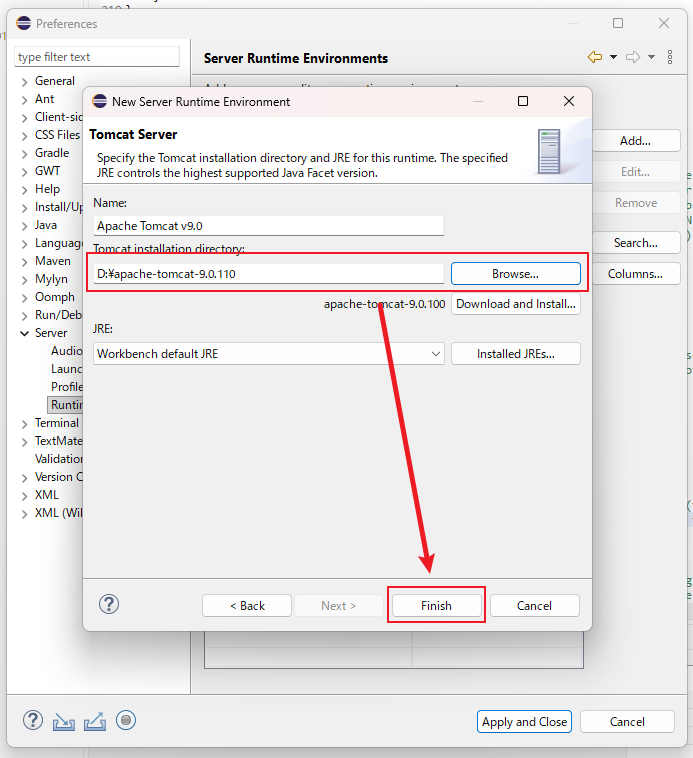 Preferences
type filter text
Server Runtime Environments
General
Ant
Client-sid
CSS Files
Gradle
GWT
Help
Install/Up
Java
Language
Maven
Mylyn
Oomph
Run/Debu
Server
Audio
Launc
Profile
Runtim
Terminal
TextMate
Validation
Version C
XML
XML (Wil
Add...
Edit...
Remove
Search...
Columns...
New Server Runtime Environment
Tomcat Server
Specify the Tomcat installation directory and JRE for this runtime. The specified
JRE controls the highest supported Java Facet version.
Name:
Apache Tomcat v9.0
Tomcat installation directory:
D:¥apache-tomcat-9.0.110
Browse...
apache-tomcat-9.0.100
Download and Install...
JRE:
Workbench default JRE
Installed JREs...
< Back
Next >
Finish
Cancel
Apply and Close
Cancel